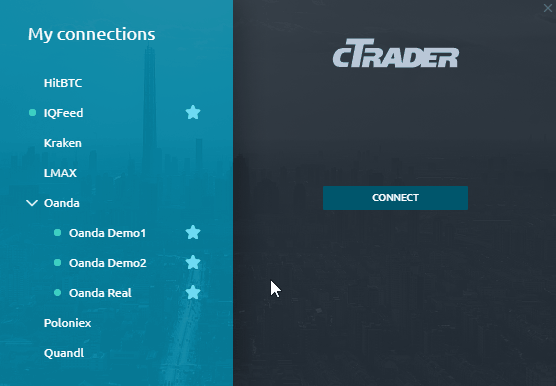 My connections
HitBTC
IQFeed
Kraken
LMAX
Oanda
Oanda Demo1
Oanda Demo2
Oanda Real
Poloniex
Quandl
cTRADER
CONNECT